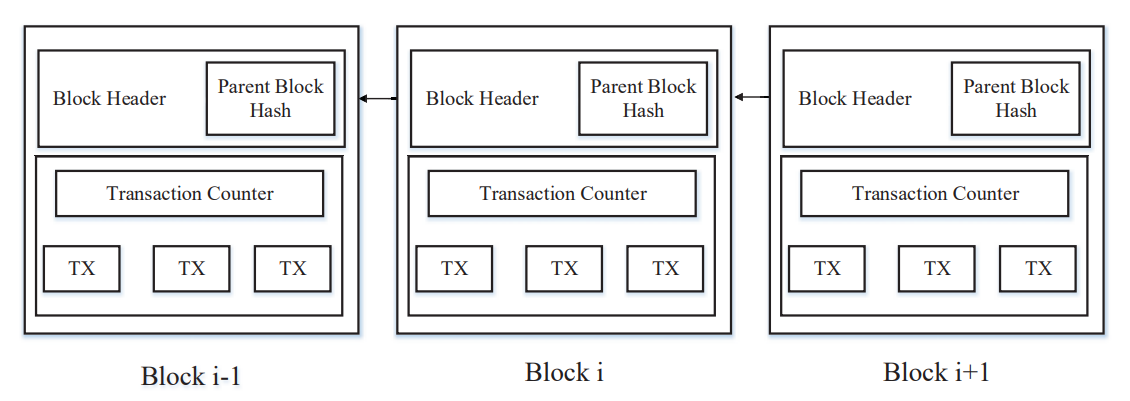 Block Header
Parent Block
Hash
Transaction Counter
TX TX TX
Block i-1
Block Header
Parent Block
Hash
Transaction Counter
TX TX TX
Block i
Block Header
Parent Block
Hash
Transaction Counter
TX TX TX
Block i+1